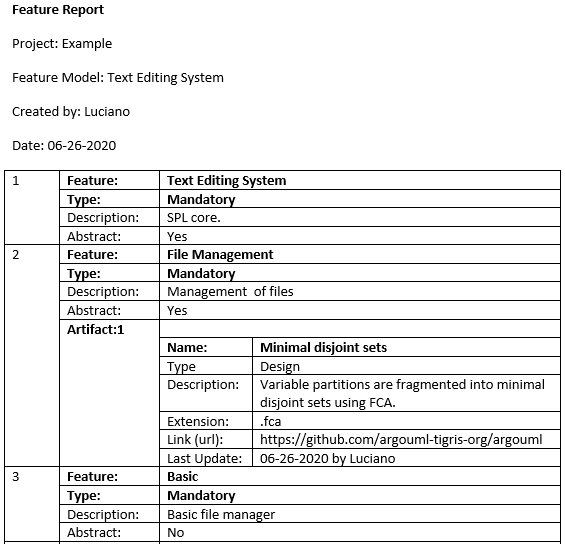 Feature Report
Project: Example
Feature Model: Text Editing System
Created by: Luciano
Date: 06-26-2020
1 Feature: Text Editing System
Type: Mandatory
Description: SPL core.
Abstract: Yes
2 Feature: File Management
Type: Mandatory
Description: Management of files
Abstract: Yes
Artifact:1
Name: Minimal disjoint sets
Type Design
Description: Variable partitions are fragmented into minimal
disjoint sets using FCA.
Extension: .fca
Link (url): https://github.com/argouml-tigris-org/argouml
Last Update: 06-26-2020 by Luciano
3 Feature: Basic
Type: Mandatory
Description: Basic file manager
Abstract: No